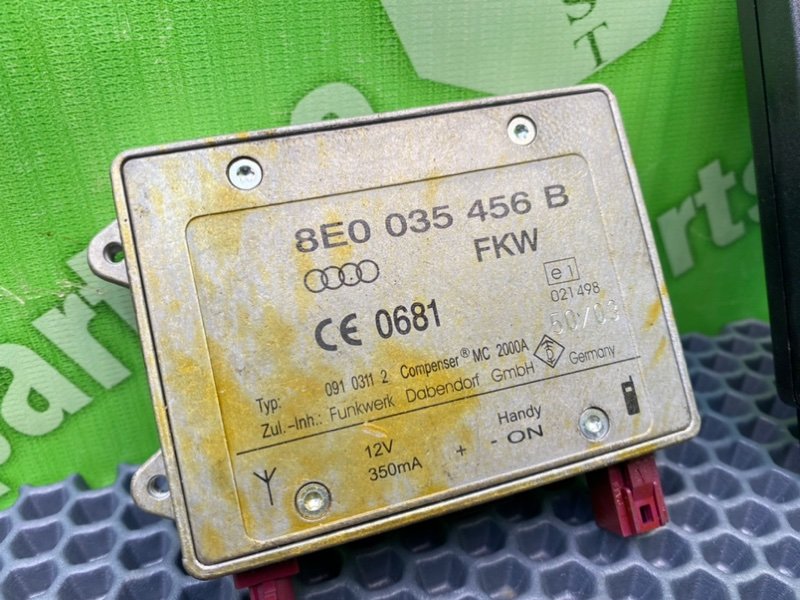 ST
8E0 035 456 B
FKW
e1
021498
50/03
CE 0681
Typ: 091 0311 2 Compenser® MC 2000A
Zul.-Inh.: Funkwerk Dabendorf GmbH Germany
12V
350mA
+ -
Handy
ON